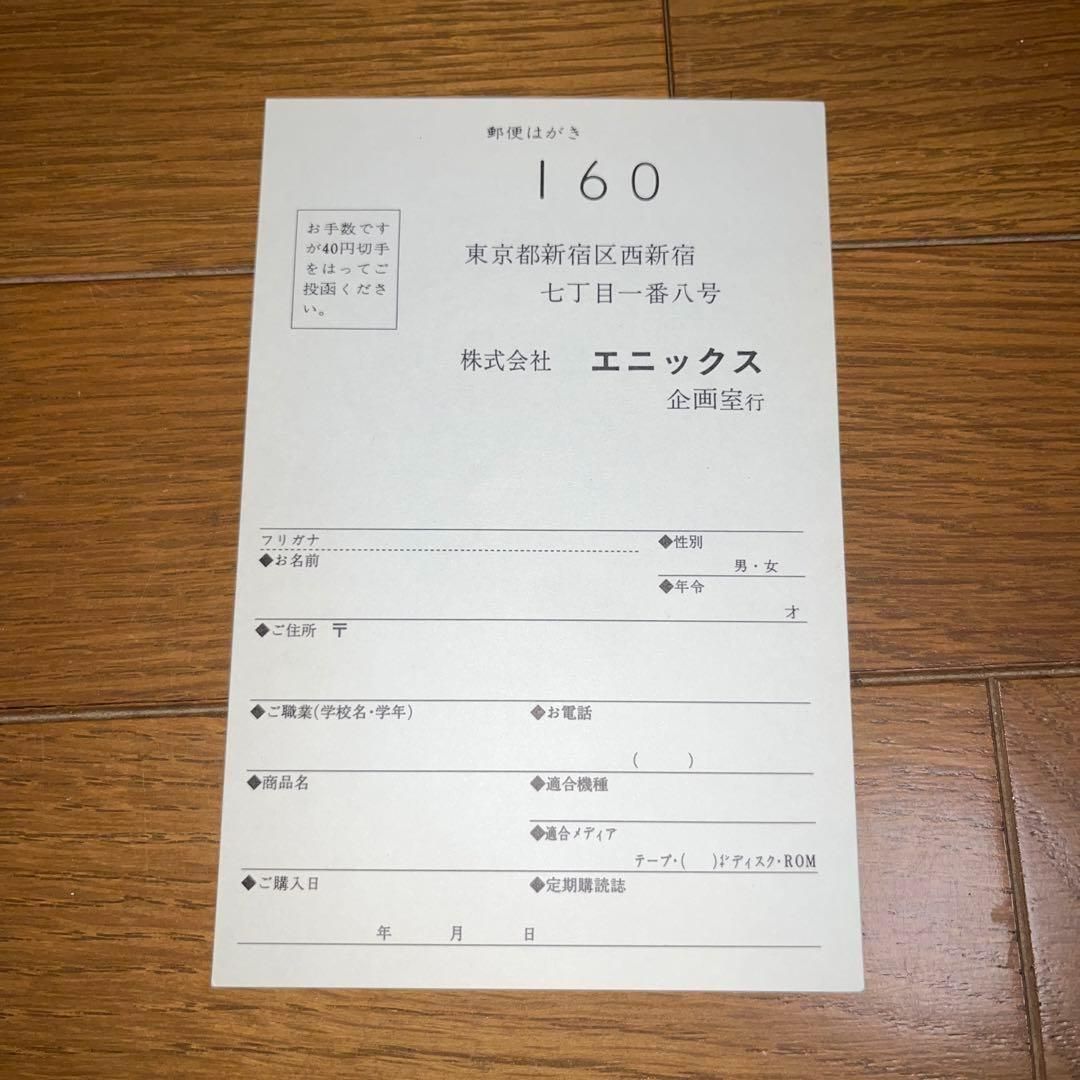 郵便はがき
160
お手数です
が40円切手
をはってご
投函くださ
い。
東京都新宿区西新宿
七丁目一番八号
株式会社 エニックス
企画室行
フリガナ
◆お名前
◆性別
男・女
◆年令
才
◆ご住所 〒
◆ご職業(学校名・学年)
◆お電話
( )
◆商品名
◆適合機種
◆適合メディア
テープ・( )㌅ディスク・ROM
◆ご購入日
年 月 日
◆定期購読誌